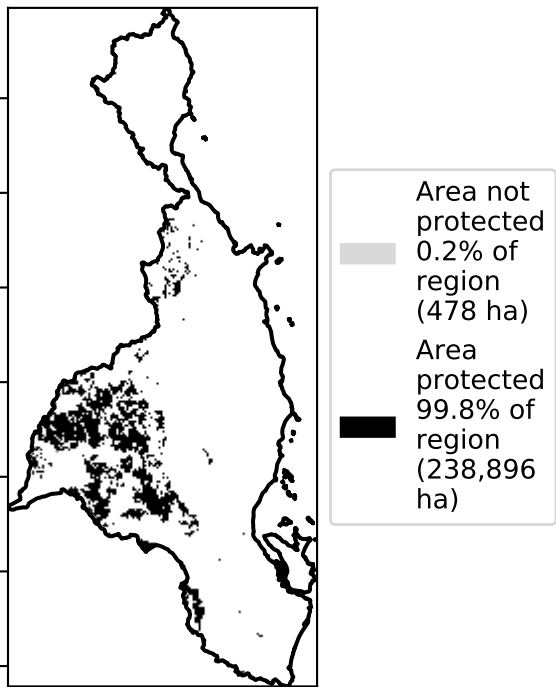 Area not
protected
0.2% of
region
(478 ha)
Area
protected
99.8% of
region
(238,896
ha)